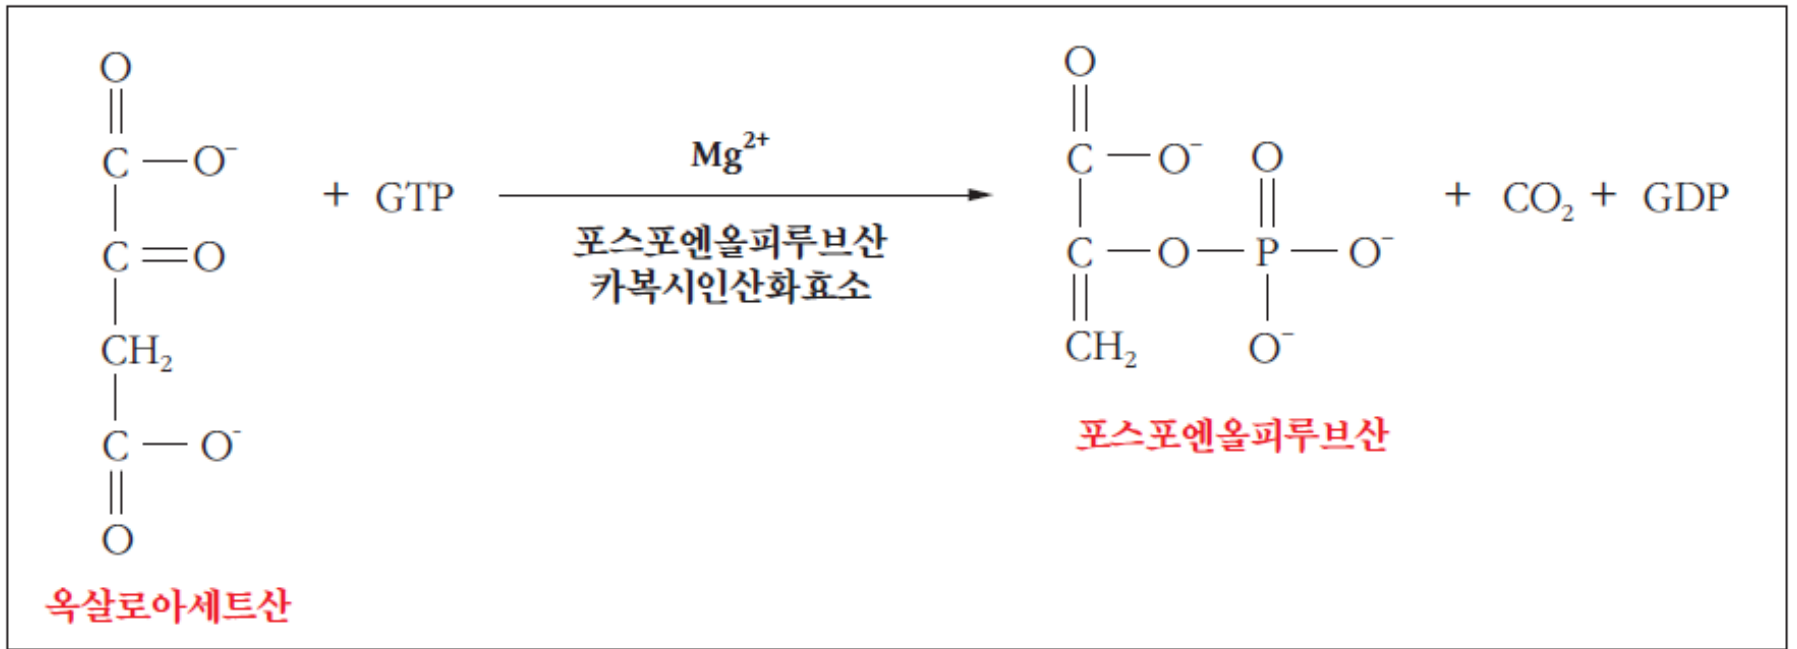 O
C — O⁻
C = O
CH₂
C — O⁻
O
옥살로아세트산
+ GTP
Mg²⁺
포스포엔올피루브산
카복시인산화효소
O
C — O⁻ O
C — O — P — O⁻
CH₂ O⁻
포스포엔올피루브산
+ CO₂ + GDP